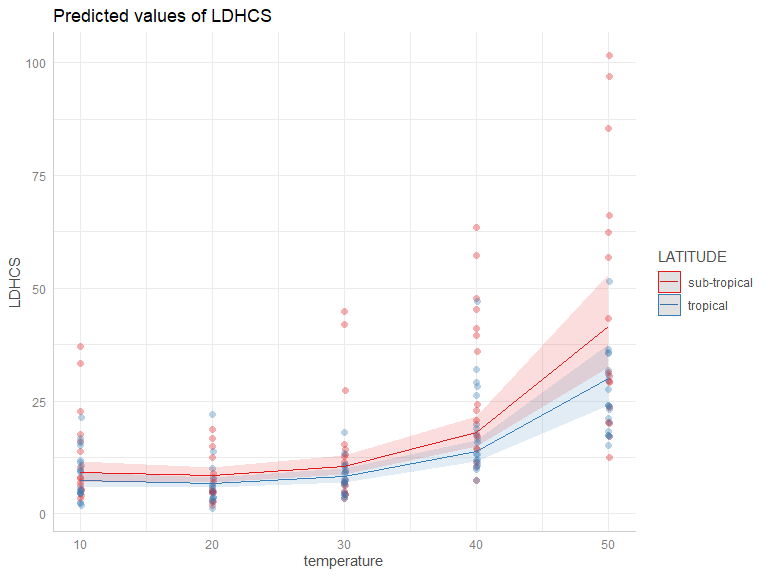 Predicted values of LDHCS
100
75
50
25
0
LDHCS
10 20 30 40 50
temperature
LATITUDE
sub-tropical
tropical